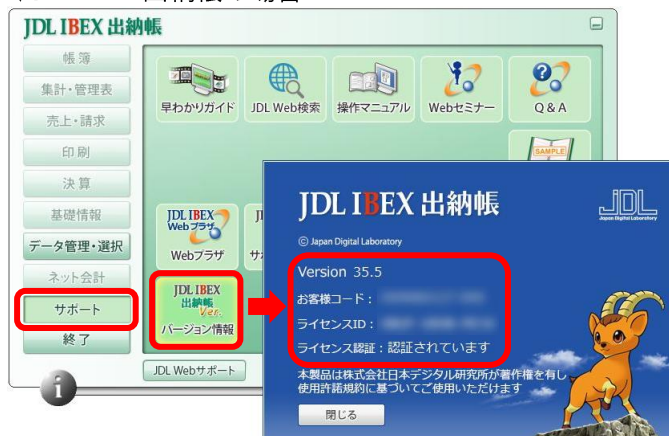 JDL IBEX 出納帳
帳簿
集計・管理表
売上・請求
印刷
決算
基礎情報
データ管理・選択
ネット会計
サポート
終了
早わかりガイド
JDL Web検索
操作マニュアル
Webセミナー
Q & A
SAMPLE
JDL IBEX
Webプラザ
Webプラザ
JDL IBEX
出納帳
Ver.
バージョン情報
JDL Webサポート
JDL IBEX 出納帳
JDL
Japan Digital Laboratory
© Japan Digital Laboratory
Version 35.5
お客様コード：
ライセンスID：
ライセンス認証：認証されています
本製品は株式会社日本デジタル研究所が著作権を有し
使用許諾規約に基づいてご使用いただけます
閉じる